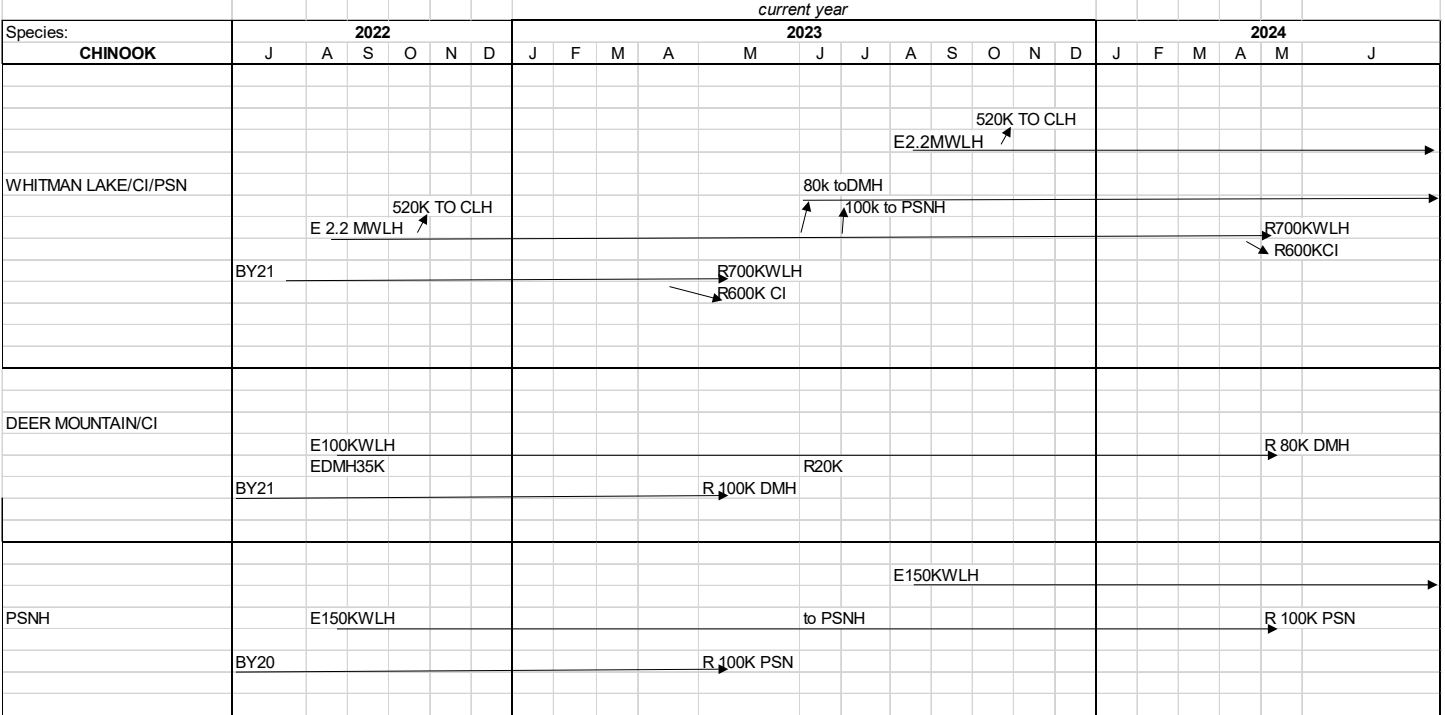 current year
Species: 2022 2023 2024
CHINOOK J A S O N D J F M A M J J A S O N D J F M A M J
520K TO CLH
E2.2MWLH
WHITMAN LAKE/CI/PSN 80k toDMH
520K TO CLH 100k to PSNH
E 2.2 MWLH R700KWLH
R600KCI
BY21 R700KWLH
R600K CI
DEER MOUNTAIN/CI
E100KWLH R 80K DMH
EDMH35K R20K
BY21 R 100K DMH
E150KWLH
PSNH E150KWLH to PSNH R 100K PSN
BY20 R 100K PSN